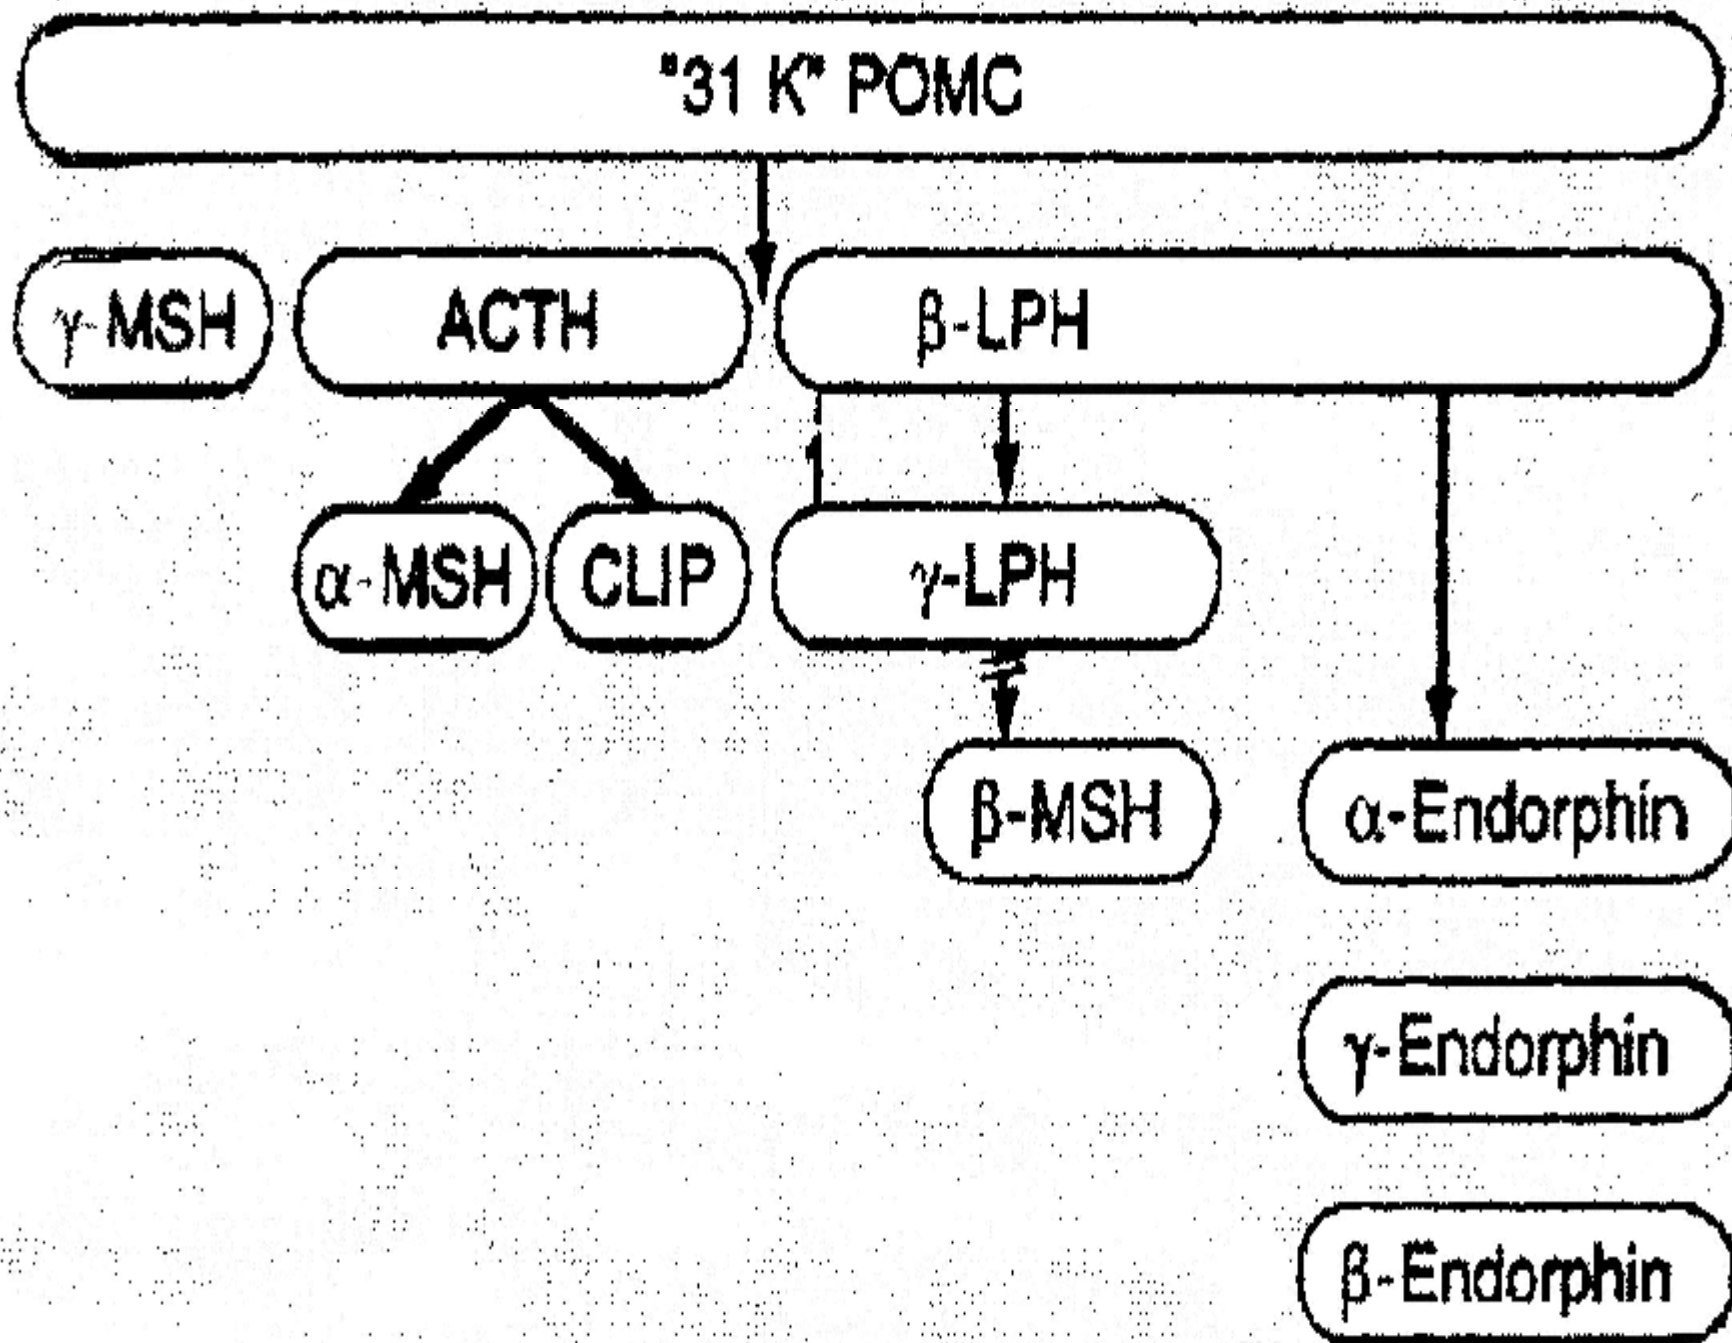 "31 K" POMC
γ-MSH
ACTH
β-LPH
α-MSH
CLIP
γ-LPH
β-MSH
α-Endorphin
γ-Endorphin
β-Endorphin